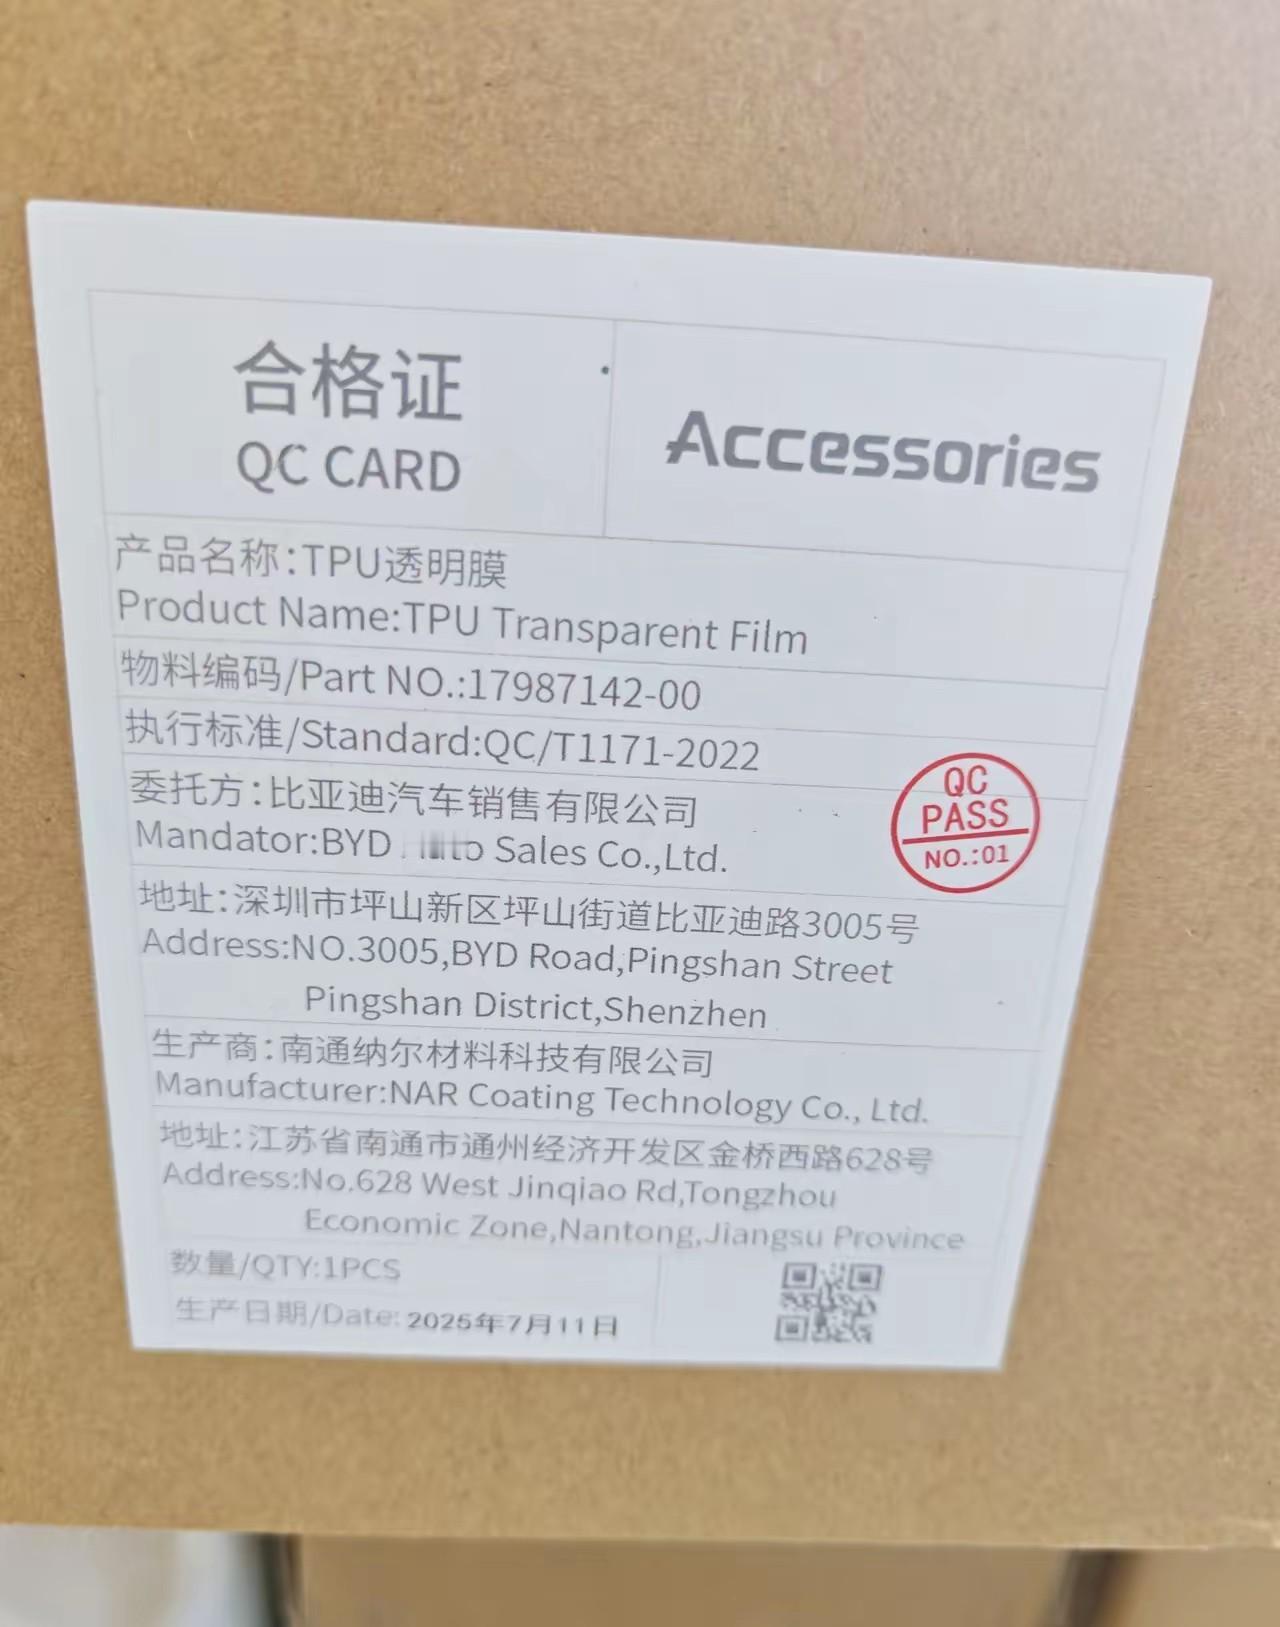 合格证
QC CARD
Accessories
产品名称:TPU透明膜
Product Name:TPU Transparent Film
物料编码/Part NO.:17987142-00
执行标准/Standard:QC/T1171-2022
委托方:比亚迪汽车销售有限公司
Mandator:BYD Sales Co.,Ltd.
QC
PASS
NO.:01
地址:深圳市坪山新区坪山街道比亚迪路3005号
Address:NO.3005,BYD Road,Pingshan Street
Pingshan District,Shenzhen
生产商:南通纳尔材料科技有限公司
Manufacturer:NAR Coating Technology Co., Ltd.
地址:江苏省南通市通州经济开发区金桥西路628号
Address:No.628 West Jinqiao Rd,Tongzhou
Economic Zone,Nantong,Jiangsu Province
数量/QTY:1PCS
生产日期/Date:2025年7月11日